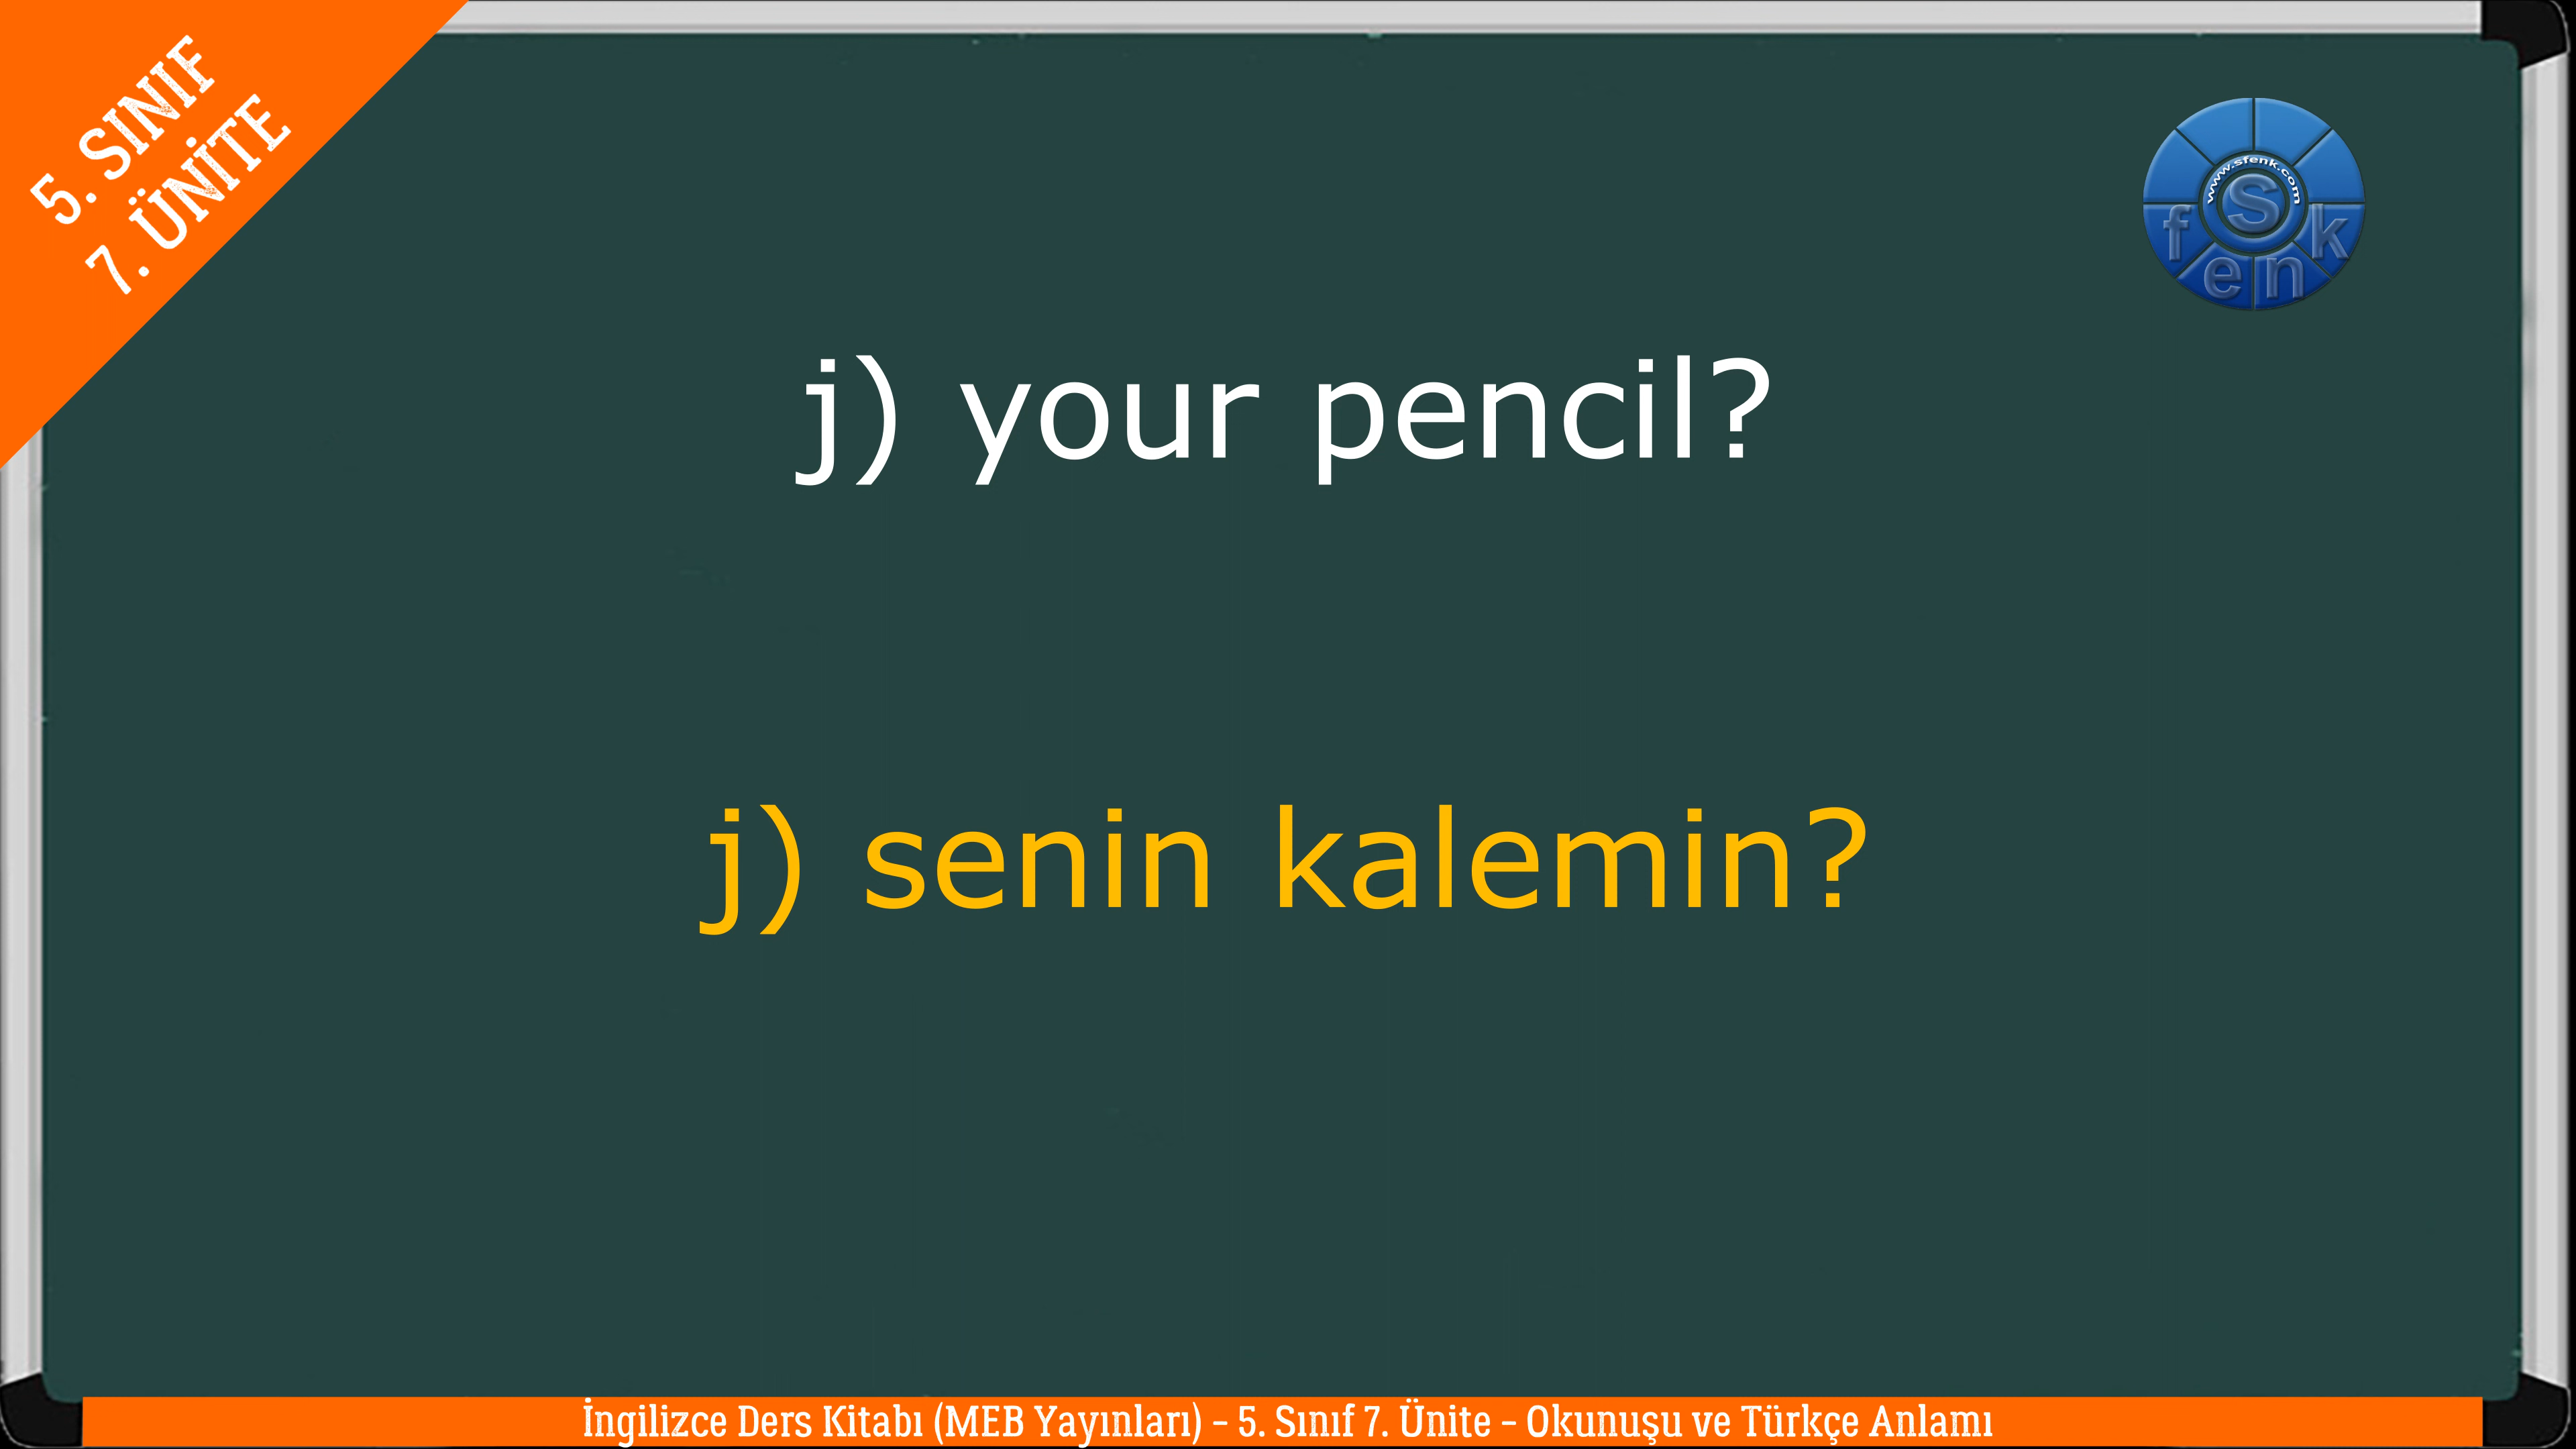 5. SINIF
7. ÜNİTE
www.sfenk.com
S
f e n k
j) your pencil?
j) senin kalemin?
İngilizce Ders Kitabı (MEB Yayınları) – 5. Sınıf 7. Ünite – Okunuşu ve Türkçe Anlamı